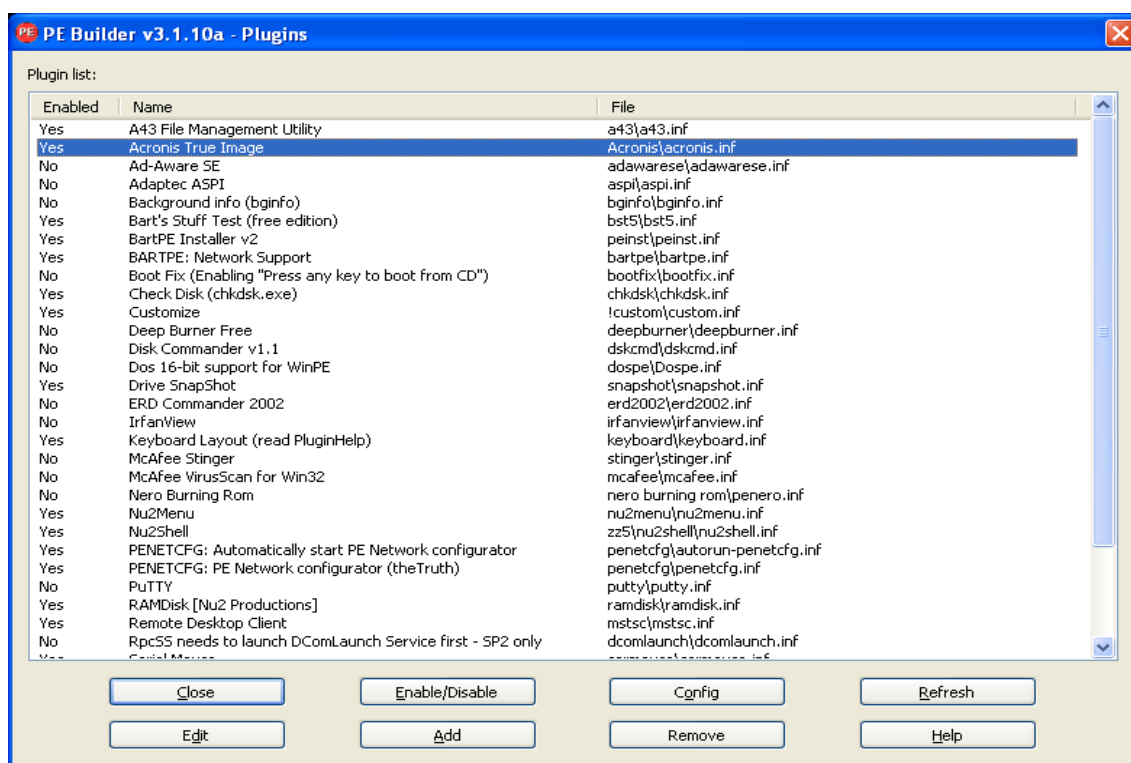 PE Builder v3.1.10a - Plugins
Plugin list:
Enabled Name File
Yes A43 File Management Utility a43\a43.inf
Yes Acronis True Image Acronis\acronis.inf
No Ad-Aware SE adawarese\adawarese.inf
No Adaptec ASPI aspi\aspi.inf
No Background info (bginfo) bginfo\bginfo.inf
Yes Bart's Stuff Test (free edition) bst5\bst5.inf
Yes BartPE Installer v2 peinst\peinst.inf
Yes BARTPE: Network Support bartpe\bartpe.inf
No Boot Fix (Enabling "Press any key to boot from CD") bootfix\bootfix.inf
Yes Check Disk (chkdsk.exe) chkdsk\chkdsk.inf
Yes Customize !custom\custom.inf
No Deep Burner Free deepburner\deepburner.inf
No Disk Commander v1.1 dskcmd\dskcmd.inf
No Dos 16-bit support for WinPE dospe\Dospe.inf
Yes Drive SnapShot snapshot\snapshot.inf
No ERD Commander 2002 erd2002\erd2002.inf
No IrfanView irfanview\irfanview.inf
Yes Keyboard Layout (read PluginHelp) keyboard\keyboard.inf
No McAfee Stinger stinger\stinger.inf
No McAfee VirusScan for Win32 mcafee\mcafee.inf
No Nero Burning Rom nero burning rom\penero.inf
Yes Nu2Menu nu2menu\nu2menu.inf
Yes Nu2Shell zz5\nu2shell\nu2shell.inf
Yes PENETCFG: Automatically start PE Network configurator penetcfg\autorun-penetcfg.inf
Yes PENETCFG: PE Network configurator (theTruth) penetcfg\penetcfg.inf
No PuTTY putty\putty.inf
Yes RAMDisk [Nu2 Productions] ramdisk\ramdisk.inf
Yes Remote Desktop Client mstsc\mstsc.inf
No RpcSS needs to launch DComLaunch Service first - SP2 only dcomlaunch\dcomlaunch.inf
Close Enable/Disable Config Refresh
Edit Add Remove Help